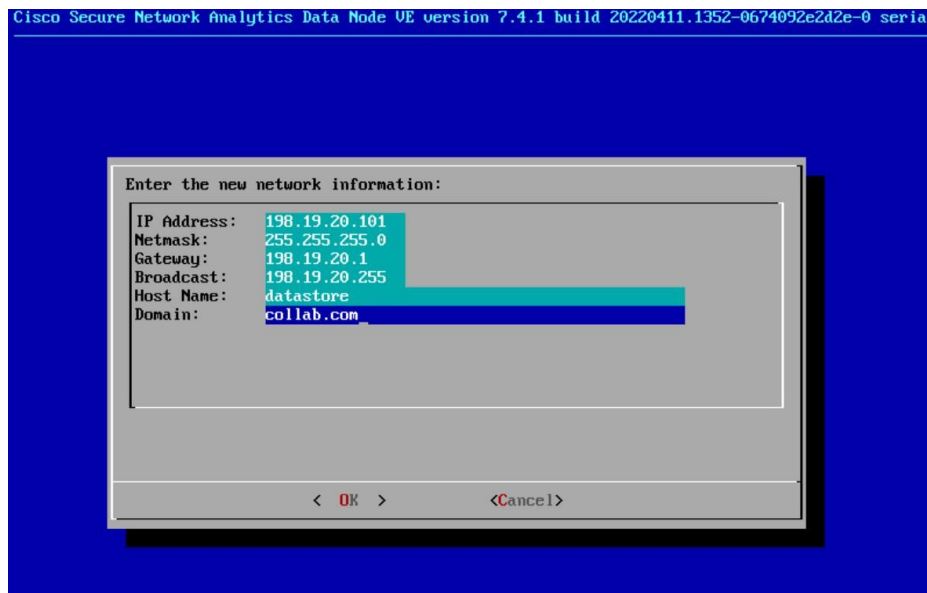 Cisco Secure Network Analytics Data Node VE version 7.4.1 build 20220411.1352-0674092e2d2e-0 seria
Enter the new network information:
IP Address: 198.19.20.101
Netmask: 255.255.255.0
Gateway: 198.19.20.1
Broadcast: 198.19.20.255
Host Name: datastore
Domain: collab.com_
< OK > <Cancel>